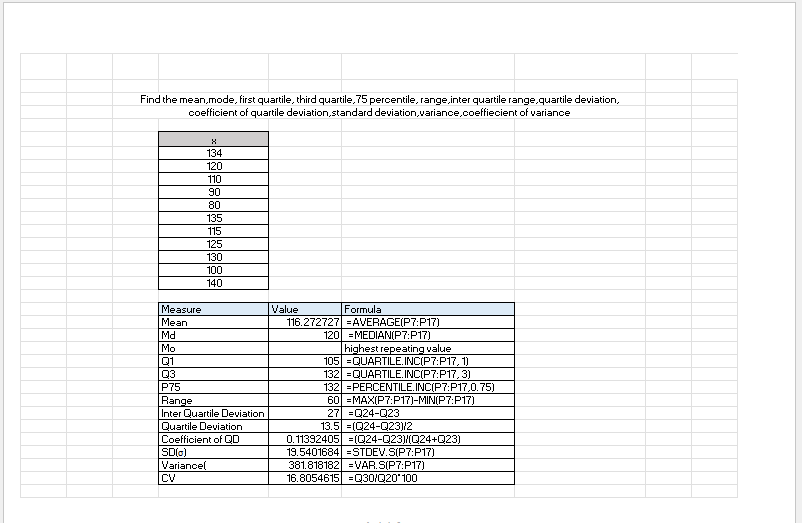 Find the mean,mode, first quartile, third quartile,75 percentile, range,inter quartile range,quartile deviation,
coefficient of quartile deviation,standard deviation,variance,coeffiecient of variance
x
134
120
110
90
80
135
115
125
130
100
140
Measure Value Formula
Mean 116.272727 =AVERAGE(P7:P17)
Md 120 =MEDIAN(P7:P17)
Mo highest repeating value
Q1 105 =QUARTILE.INC(P7:P17, 1)
Q3 132 =QUARTILE.INC(P7:P17, 3)
P75 132 =PERCENTILE.INC(P7:P17,0.75)
Range 60 =MAX(P7:P17)-MIN(P7:P17)
Inter Quartile Deviation 27 =Q24-Q23
Quartile Deviation 13.5 =(Q24-Q23)/2
Coefficient of QD 0.11392405 =(Q24-Q23)/(Q24+Q23)
SD(σ) 19.5401684 =STDEV.S(P7:P17)
Variance( 381.818182 =VAR.S(P7:P17)
CV 16.8054615 =Q30/Q20*100